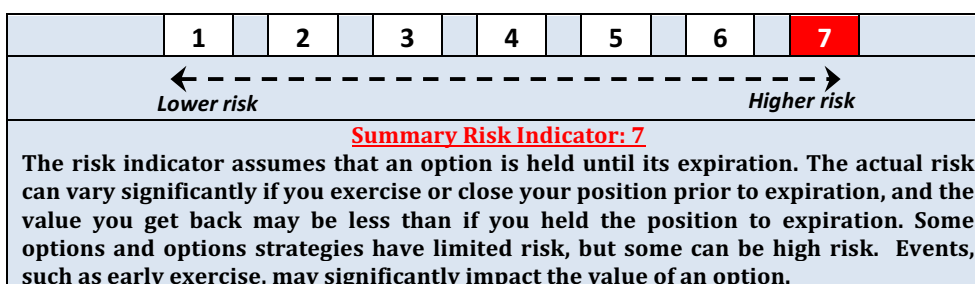 1 2 3 4 5 6 7
Lower risk Higher risk
Summary Risk Indicator: 7
The risk indicator assumes that an option is held until its expiration. The actual risk
can vary significantly if you exercise or close your position prior to expiration, and the
value you get back may be less than if you held the position to expiration. Some
options and options strategies have limited risk, but some can be high risk. Events,
such as early exercise, may significantly impact the value of an option.